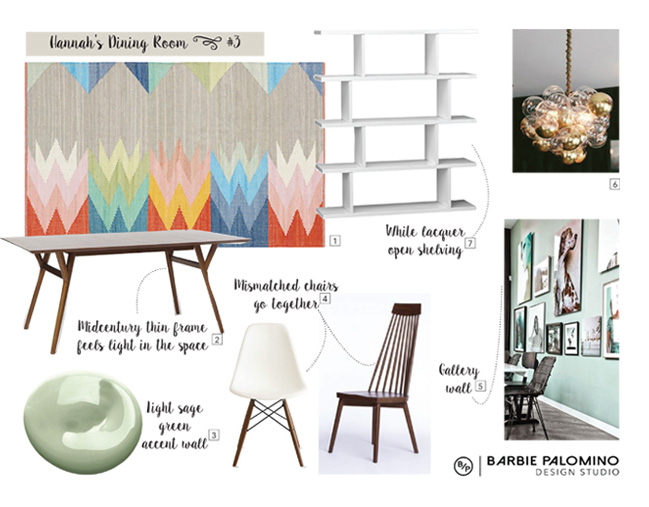 Hannah's Dining Room #3
1
White lacquer
open shelving 7
6
Midcentury thin frame
feels light in the space 2
Mismatched chairs
go together 4
Light sage
green
accent wall 3
Gallery
wall 5
B/P BARBIE PALOMINO
DESIGN STUDIO